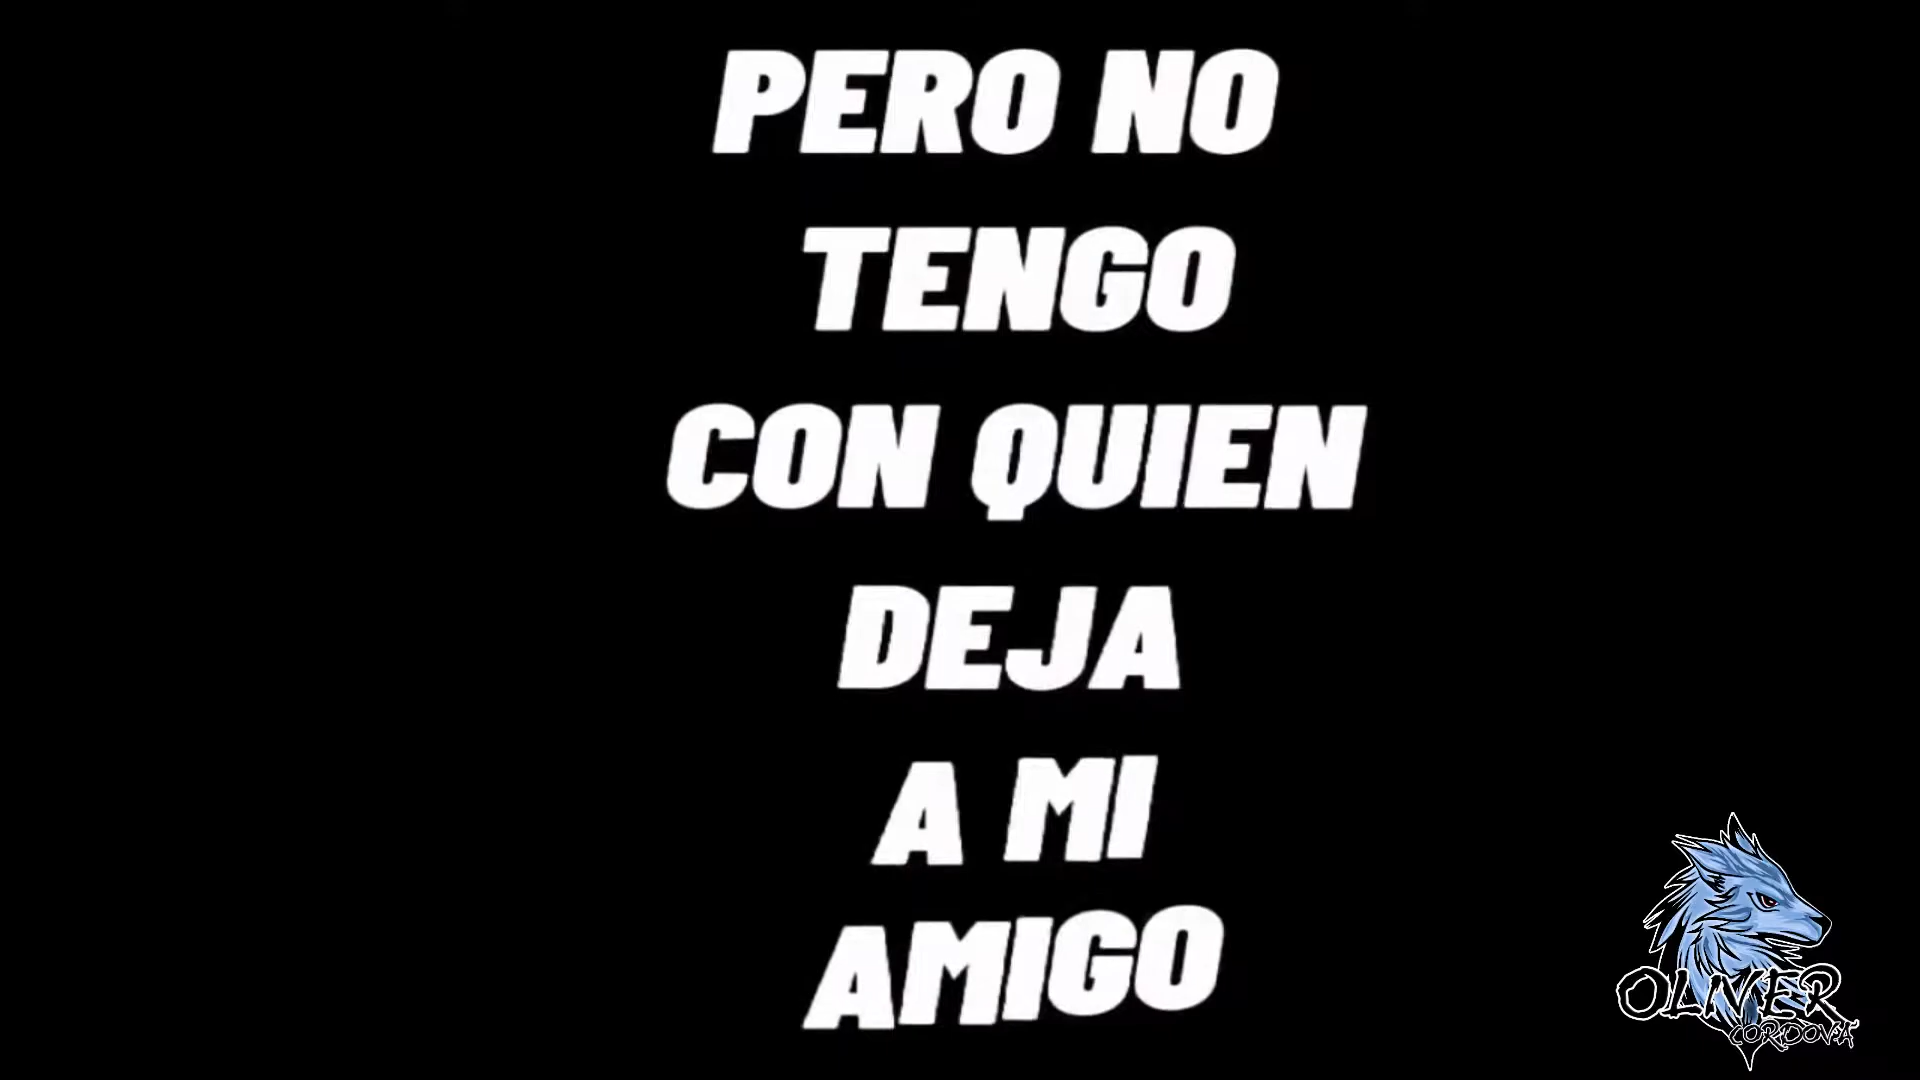 PERO NO
TENGO
CON QUIEN
DEJA
A MI
AMIGO
OLIVER
CORDOVA